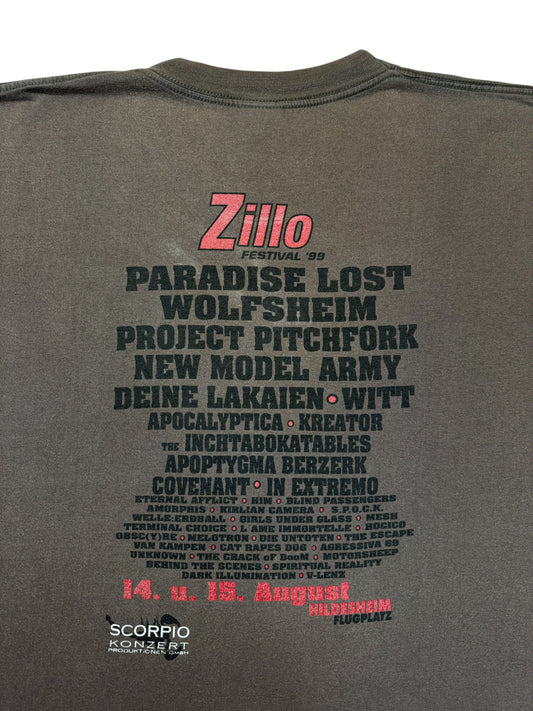 Zillo
FESTIVAL '99
PARADISE LOST
WOLFSHEIM
PROJECT PITCHFORK
NEW MODEL ARMY
DEINE LAKAIEN • WITT
APOCALYPTICA • KREATOR
THE INCHTABOKATABLES
APOPTYGMA BERZERK
COVENANT • IN EXTREMO
ETERNAL AFFLICT • HIM • BLIND PASSENGERS
AMORPHIS • KIRLIAN CAMERA • S.P.O.C.K.
WELLE:ERDBALL • GIRLS UNDER GLASS • MESH
TERMINAL CHOICE • L'AME IMMORTELLE • HOCICO
OBSC(Y)RE • MELOTRON • DIE UNTOTEN • THE ESCAPE
VAN KAMPEN • CAT RAPES DOG • AGRESSIVA 69
UNKNOWN • THE CRACK of BooM • MOTORSHEEP
BEHIND THE SCENES • SPIRITUAL REALITY
DARK ILLUMINATION • V-LENZ
14. u. 15. August
HILDESHEIM
FLUGPLATZ
SCORPIO
KONZERT
PRODUKTIONEN GMBH